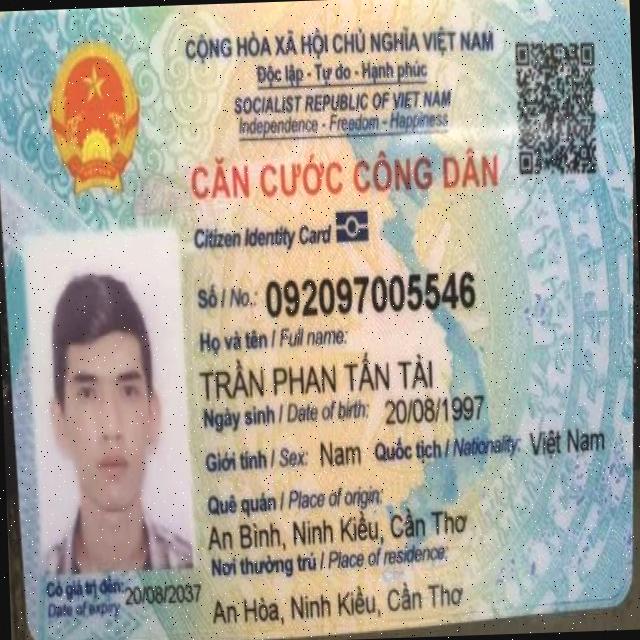 CỘNG HÒA XÃ HỘI CHỦ NGHĨA VIỆT NAM
Độc lập - Tự do - Hạnh phúc
SOCIALIST REPUBLIC OF VIET NAM
Independence - Freedom - Happiness
CĂN CƯỚC CÔNG DÂN
Citizen Identity Card
Số / No.: 092097005546
Họ và tên / Full name:
TRẦN PHAN TẤN TÀI
Ngày sinh / Date of birth: 20/08/1997
Giới tính / Sex: Nam Quốc tịch / Nationality: Việt Nam
Quê quán / Place of origin:
An Bình, Ninh Kiều, Cần Thơ
Nơi thường trú / Place of residence:
An Hòa, Ninh Kiều, Cần Thơ
Có giá trị đến: 20/08/2037
Date of expiry